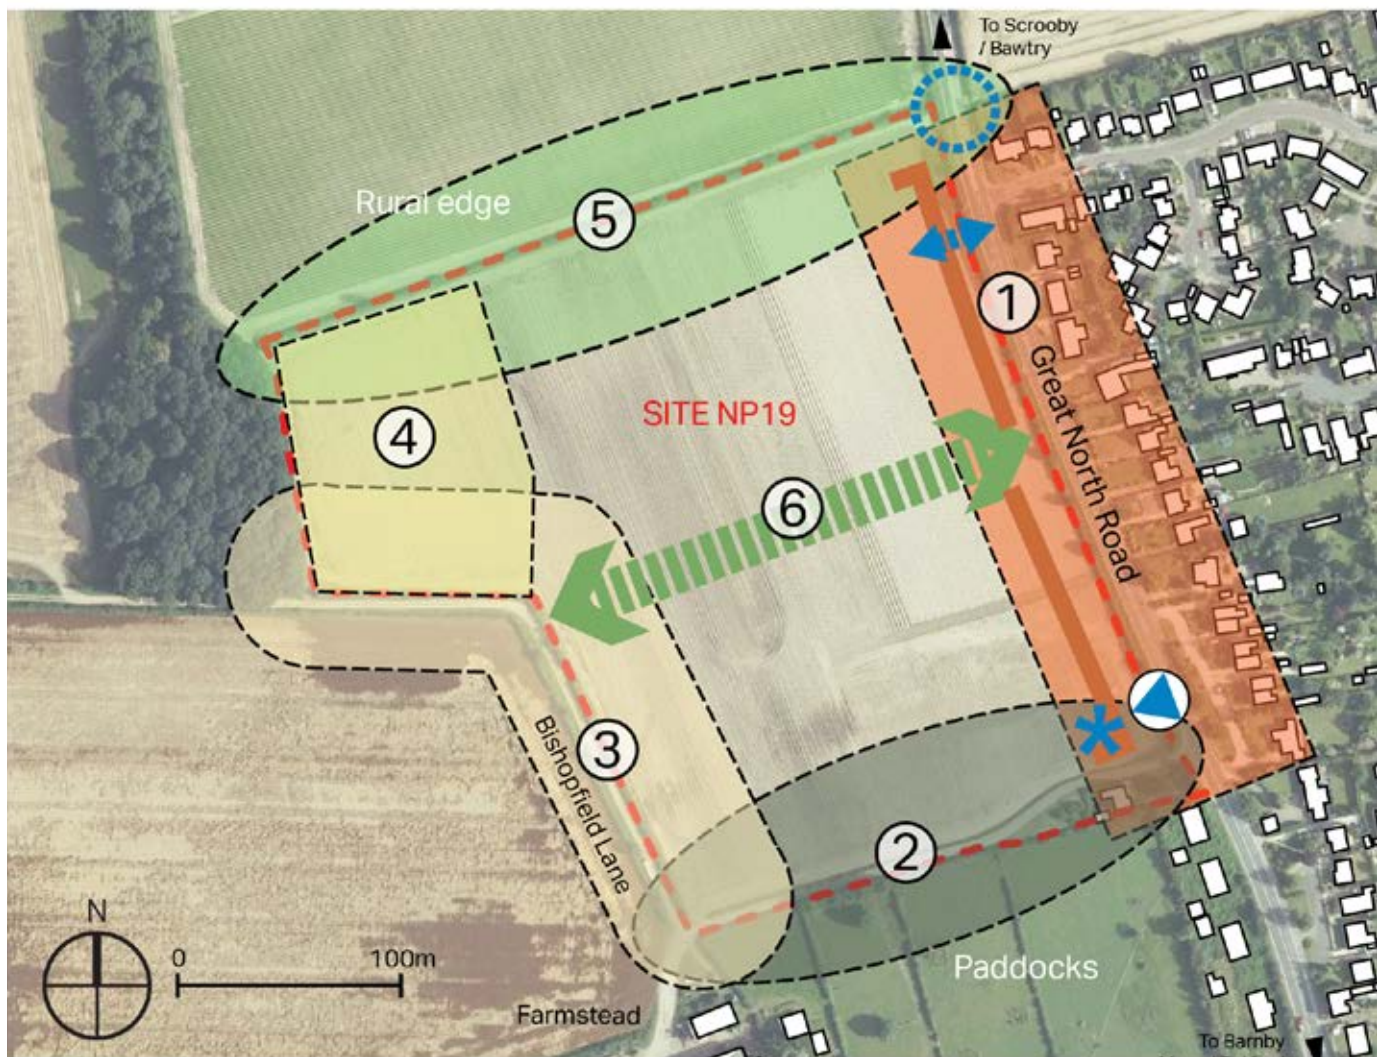 To Scrooby
/ Bawtry
Rural edge
5
1
Great North Road
SITE NP19
4
6
3
Bishopfield Lane
2
N
0 100m
Paddocks
Farmstead
To Barnby